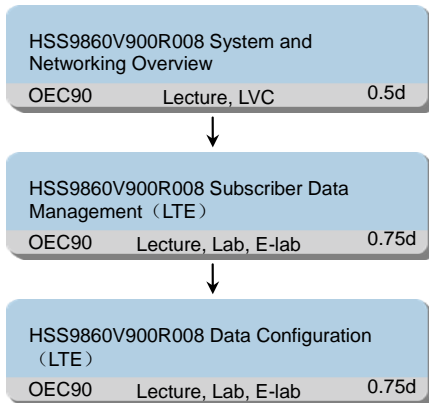 HSS9860V900R008 System and
Networking Overview
OEC90 Lecture, LVC 0.5d
HSS9860V900R008 Subscriber Data
Management（LTE）
OEC90 Lecture, Lab, E-lab 0.75d
HSS9860V900R008 Data Configuration
（LTE）
OEC90 Lecture, Lab, E-lab 0.75d